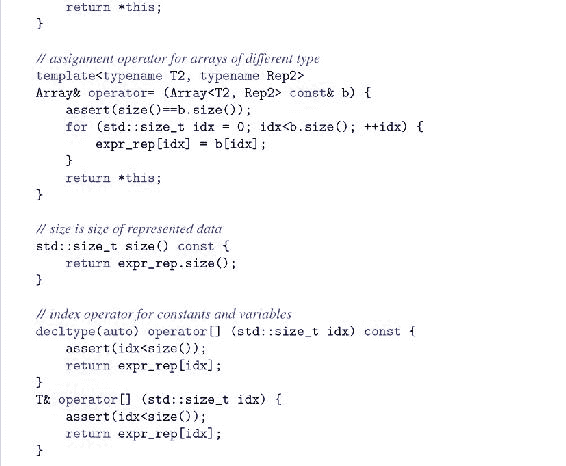 return *this;
}
// assignment operator for arrays of different type
template<typename T2, typename Rep2>
Array& operator= (Array<T2, Rep2> const& b) {
assert(size()==b.size());
for (std::size_t idx = 0; idx<b.size(); ++idx) {
expr_rep[idx] = b[idx];
}
return *this;
}
// size is size of represented data
std::size_t size() const {
return expr_rep.size();
}
// index operator for constants and variables
decltype(auto) operator[] (std::size_t idx) const {
assert(idx<size());
return expr_rep[idx];
}
T& operator[] (std::size_t idx) {
assert(idx<size());
return expr_rep[idx];
}